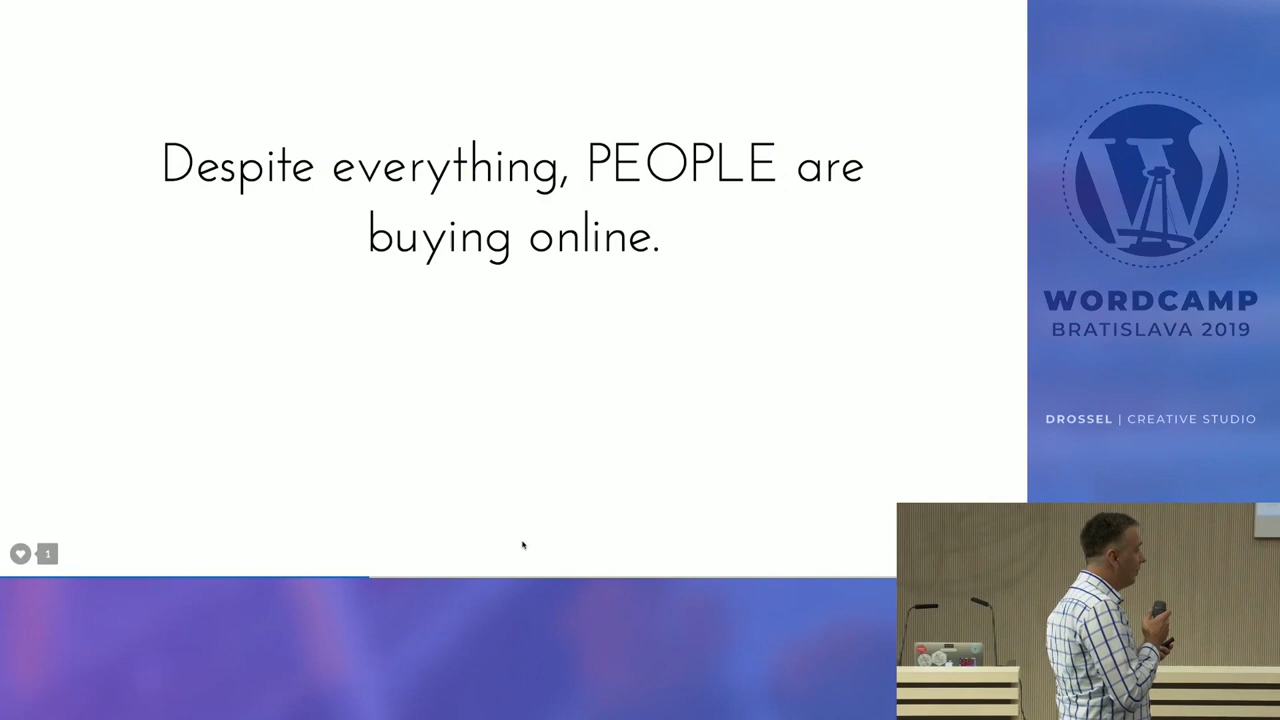 Despite everything, PEOPLE are
buying online.
1
WORDCAMP
BRATISLAVA 2019
DROSSEL | CREATIVE STUDIO